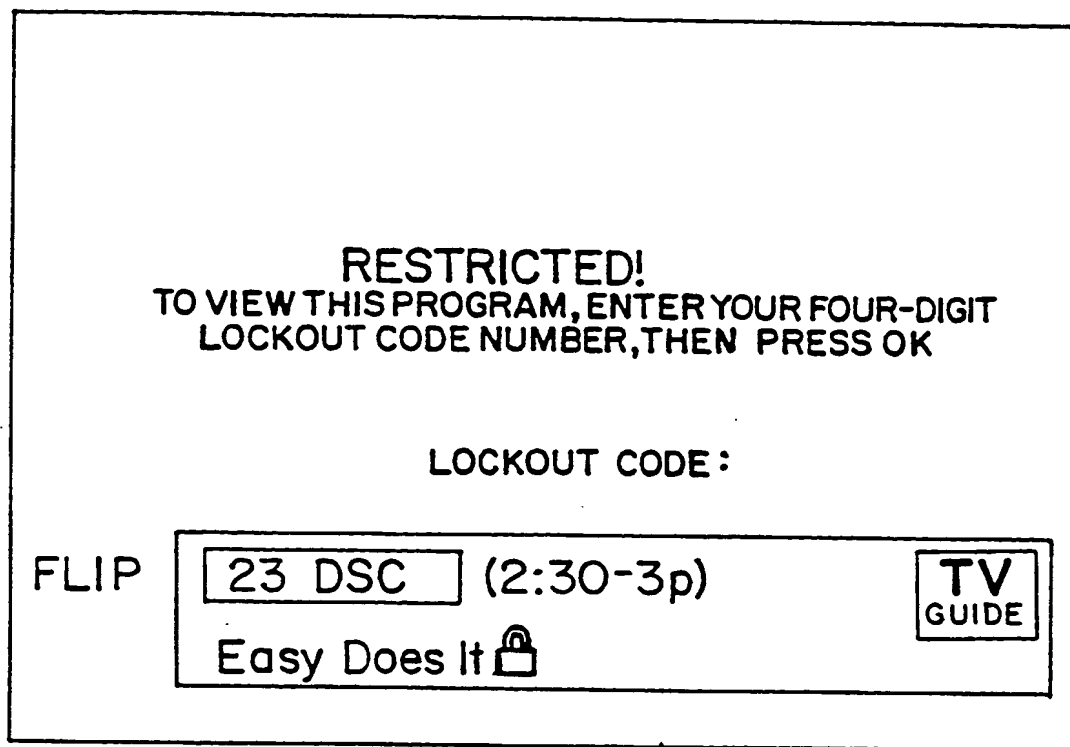 RESTRICTED!
TO VIEW THIS PROGRAM, ENTER YOUR FOUR-DIGIT
LOCKOUT CODE NUMBER, THEN PRESS OK
LOCKOUT CODE:
FLIP
23 DSC (2:30-3p)
TV
GUIDE
Easy Does It